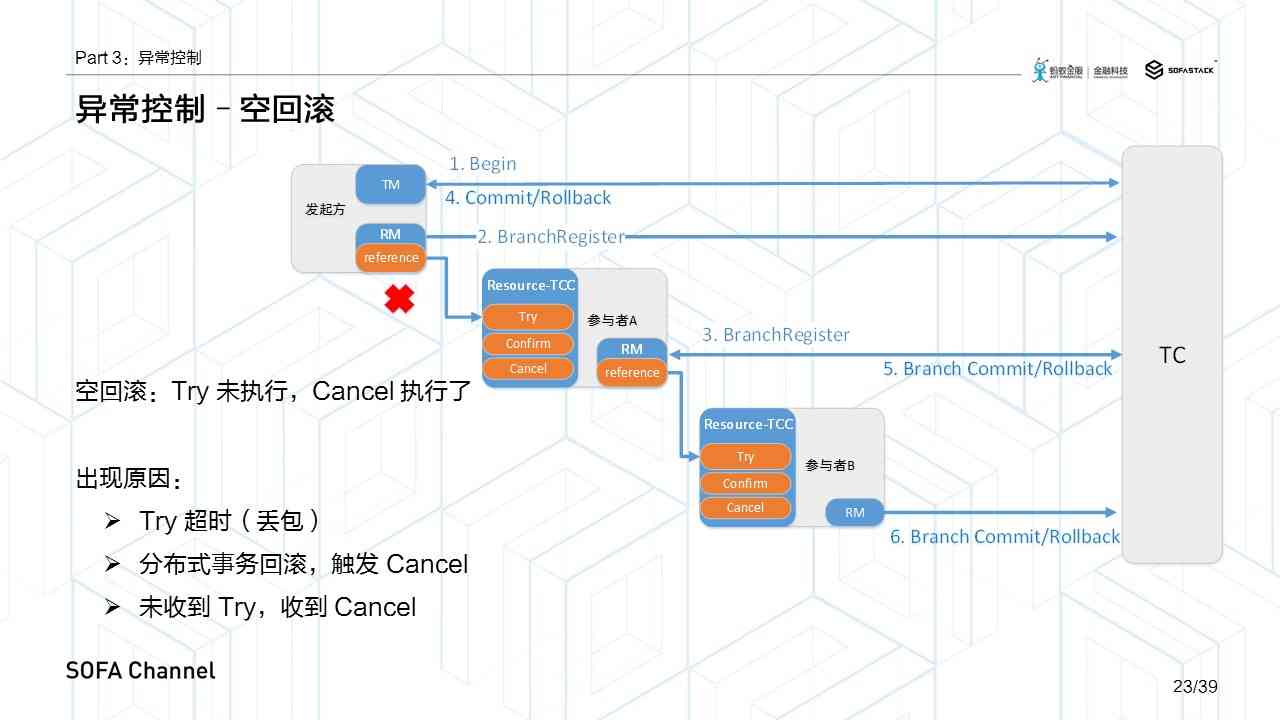 Part 3：异常控制
蚂蚁金服
ANT FINANCIAL
金融科技
SOFASTACK
异常控制 – 空回滚
1. Begin
TM
4. Commit/Rollback
发起方
RM
2. BranchRegister
reference
Resource-TCC
Try
参与者A
Confirm
Cancel
RM
reference
3. BranchRegister
5. Branch Commit/Rollback
TC
空回滚：Try 未执行，Cancel 执行了
Resource-TCC
Try
参与者B
Confirm
Cancel
RM
6. Branch Commit/Rollback
出现原因：
Try 超时（丢包）
分布式事务回滚，触发 Cancel
未收到 Try，收到 Cancel
SOFA Channel
23/39